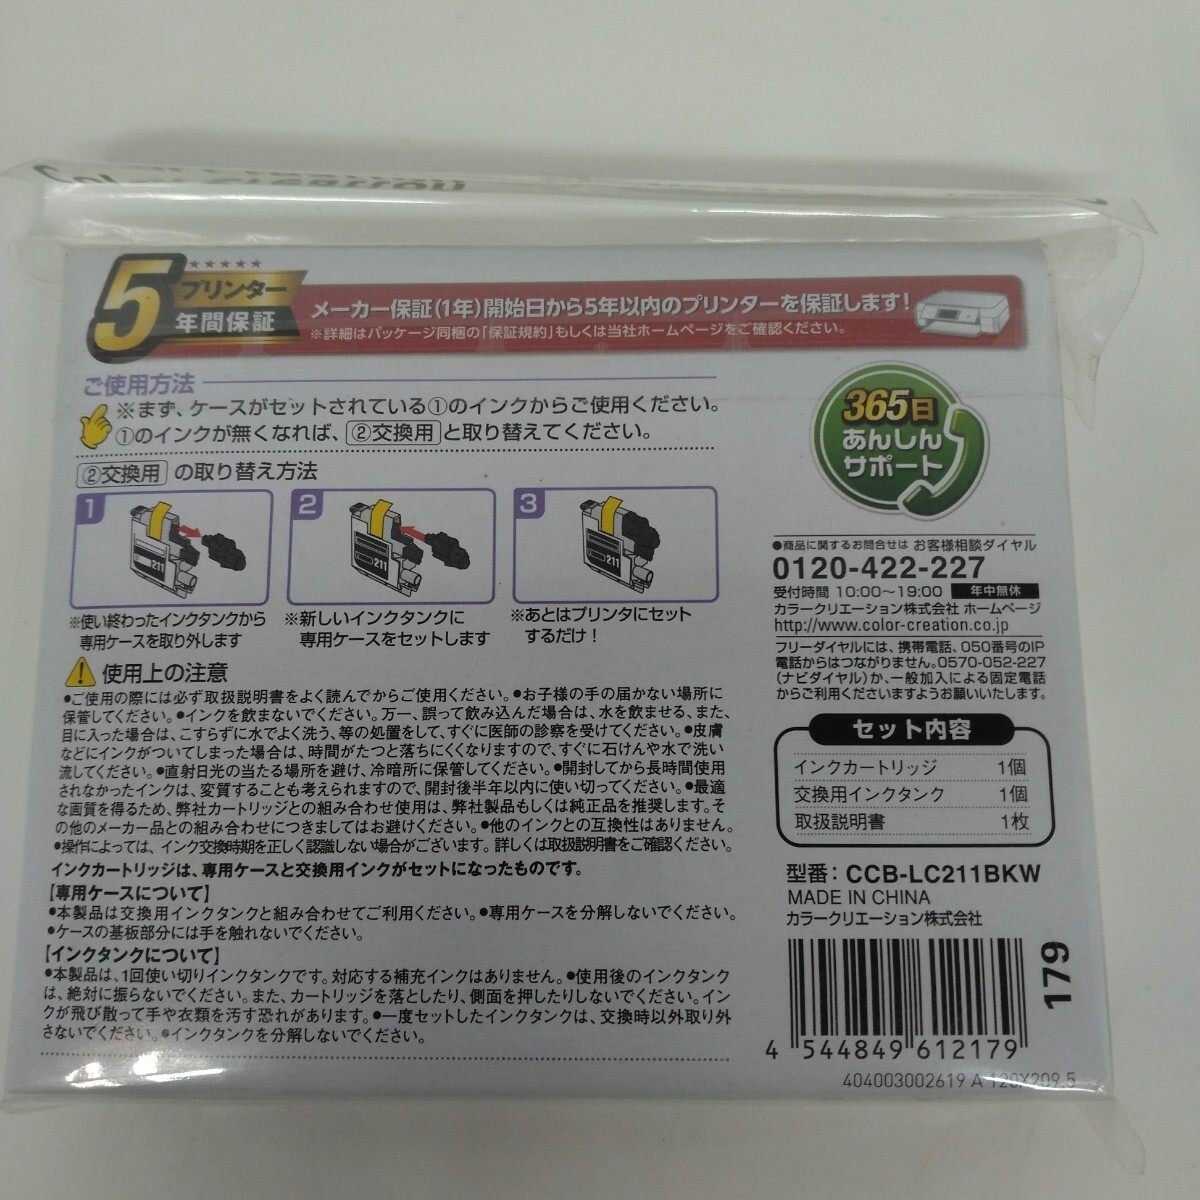 Color Creation
5
プリンター
年間保証
メーカー保証(1年)開始日から5年以内のプリンターを保証します!
※詳細はパッケージ同梱の「保証規約」もしくは当社ホームページをご確認ください。
ご使用方法
※まず、ケースがセットされている①のインクからご使用ください。
①のインクが無くなれば、②交換用と取り替えてください。
②交換用 の取り替え方法
1
211
※使い終わったインクタンクから
専用ケースを取り外します
2
211
※新しいインクタンクに
専用ケースをセットします
3
211
※あとはプリンタにセット
するだけ!
365日
あんしん
サポート
●商品に関するお問合せは お客様相談ダイヤル
0120-422-227
受付時間 10:00～19:00 年中無休
カラークリエーション株式会社 ホームページ
http://www.color-creation.co.jp
フリーダイヤルには、携帯電話、050番号のIP
電話からはつながりません。0570-052-227
(ナビダイヤル)か、一般加入による固定電話
からご利用くださいますようお願いいたします。
使用上の注意
●ご使用の際には必ず取扱説明書をよく読んでからご使用ください。●お子様の手の届かない場所に
保管してください。●インクを飲まないでください。万一、誤って飲み込んだ場合は、水を飲ませる、また、
目に入った場合は、こすらずに水でよく洗う、等の処置をして、すぐに医師の診察を受けてください。●皮膚
などにインクがついてしまった場合は、時間がたつと落ちにくくなりますので、すぐに石けんや水で洗い
流してください。●直射日光の当たる場所を避け、冷暗所に保管してください。●開封してから長時間使用
されなかったインクは、変質することも考えられますので、開封後半年以内に使い切ってください。●最適
な画質を得るため、弊社カートリッジとの組み合わせ使用は、弊社製品もしくは純正品を推奨します。そ
の他のメーカー品との組み合わせにつきましてはお避けください。●他のインクとの互換性はありません。
●操作によっては、インク交換時期を正しく認識しない場合がございます。詳しくは取扱説明書をご確認ください。
インクカートリッジは、専用ケースと交換用インクがセットになったものです。
【専用ケースについて】
●本製品は交換用インクタンクと組み合わせてご利用ください。●専用ケースを分解しないでください。
●ケースの基板部分には手を触れないでください。
【インクタンクについて】
●本製品は、1回使い切りインクタンクです。対応する補充インクはありません。●使用後のインクタンク
は、絶対に振らないでください。また、カートリッジを落としたり、側面を押したりしないでください。イン
クが飛び散って手や衣類を汚す恐れがあります。●一度セットしたインクタンクは、交換時以外取り外
さないでください。●インクタンクを分解しないでください。
セット内容
インクカートリッジ 1個
交換用インクタンク 1個
取扱説明書 1枚
型番: CCB-LC211BKW
MADE IN CHINA
カラークリエーション株式会社
179
4 544849 612179
404003002619 A 120X209.5